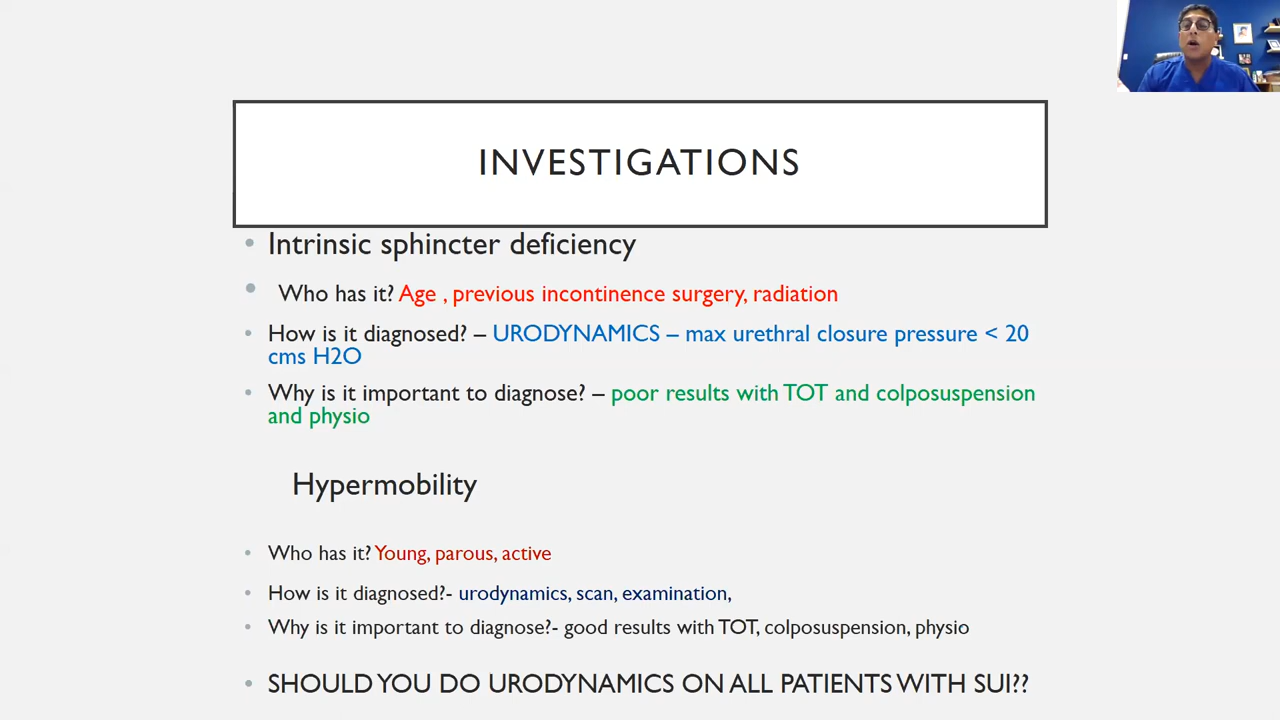 INVESTIGATIONS
• Intrinsic sphincter deficiency
• Who has it? Age , previous incontinence surgery, radiation
• How is it diagnosed? – URODYNAMICS – max urethral closure pressure < 20
cms H2O
• Why is it important to diagnose? – poor results with TOT and colposuspension
and physio
Hypermobility
• Who has it? Young, parous, active
• How is it diagnosed?- urodynamics, scan, examination,
• Why is it important to diagnose?- good results with TOT, colposuspension, physio
• SHOULD YOU DO URODYNAMICS ON ALL PATIENTS WITH SUI??